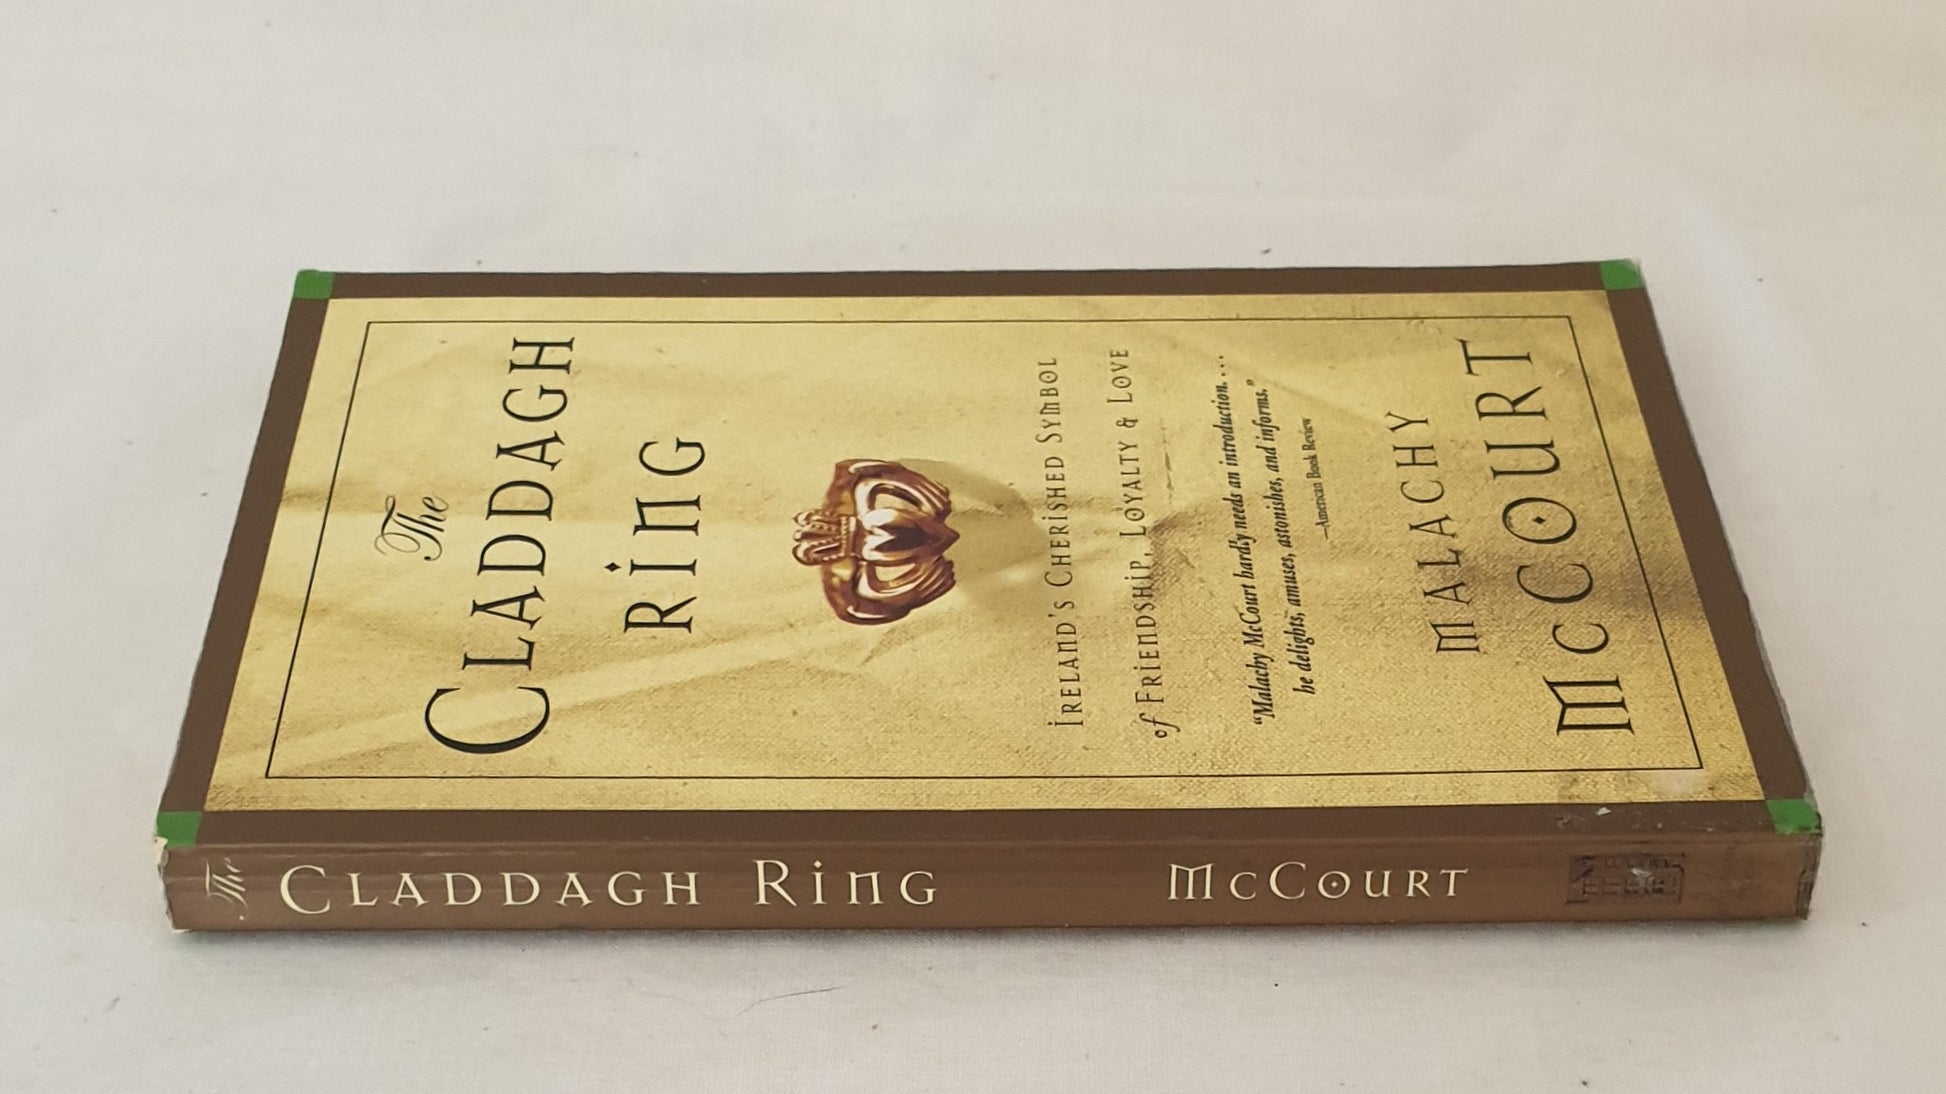 The
CLADDAGH
RING
IRELAND'S CHERISHED SYMBOL
of FRIENDSHIP, LOYALTY & LOVE
“Malachy McCourt hardly needs an introduction. . . .
he delights, amuses, astonishes, and informs.”
—American Book Review
MALACHY
MCCOURT
The CLADDAGH RING MCCOURT